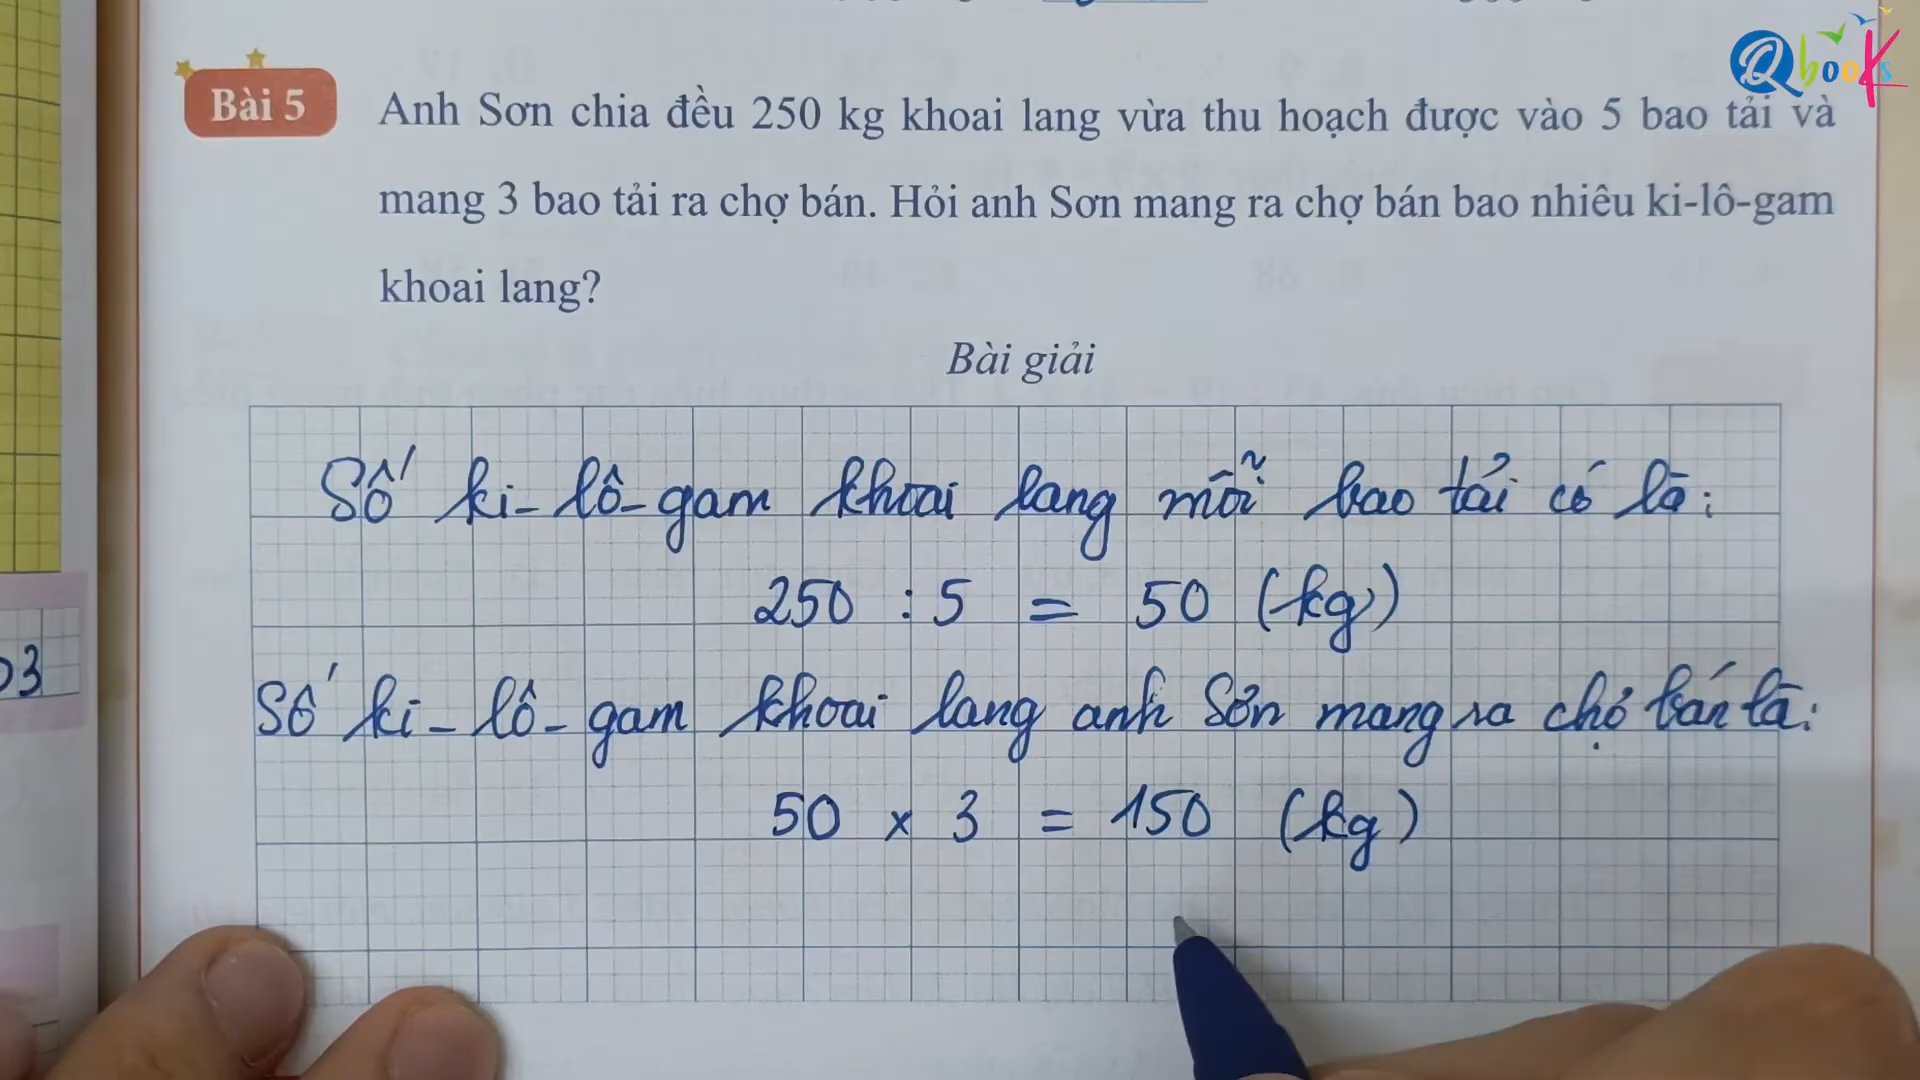 Qbooks
Bài 5
Anh Sơn chia đều 250 kg khoai lang vừa thu hoạch được vào 5 bao tải và
mang 3 bao tải ra chợ bán. Hỏi anh Sơn mang ra chợ bán bao nhiêu ki-lô-gam
khoai lang?
Bài giải
Số ki-lô-gam khoai lang mỗi bao tải có là:
250 : 5 = 50 (kg)
Số ki-lô-gam khoai lang anh Sơn mang ra chợ bán là:
50 × 3 = 150 (kg)
03